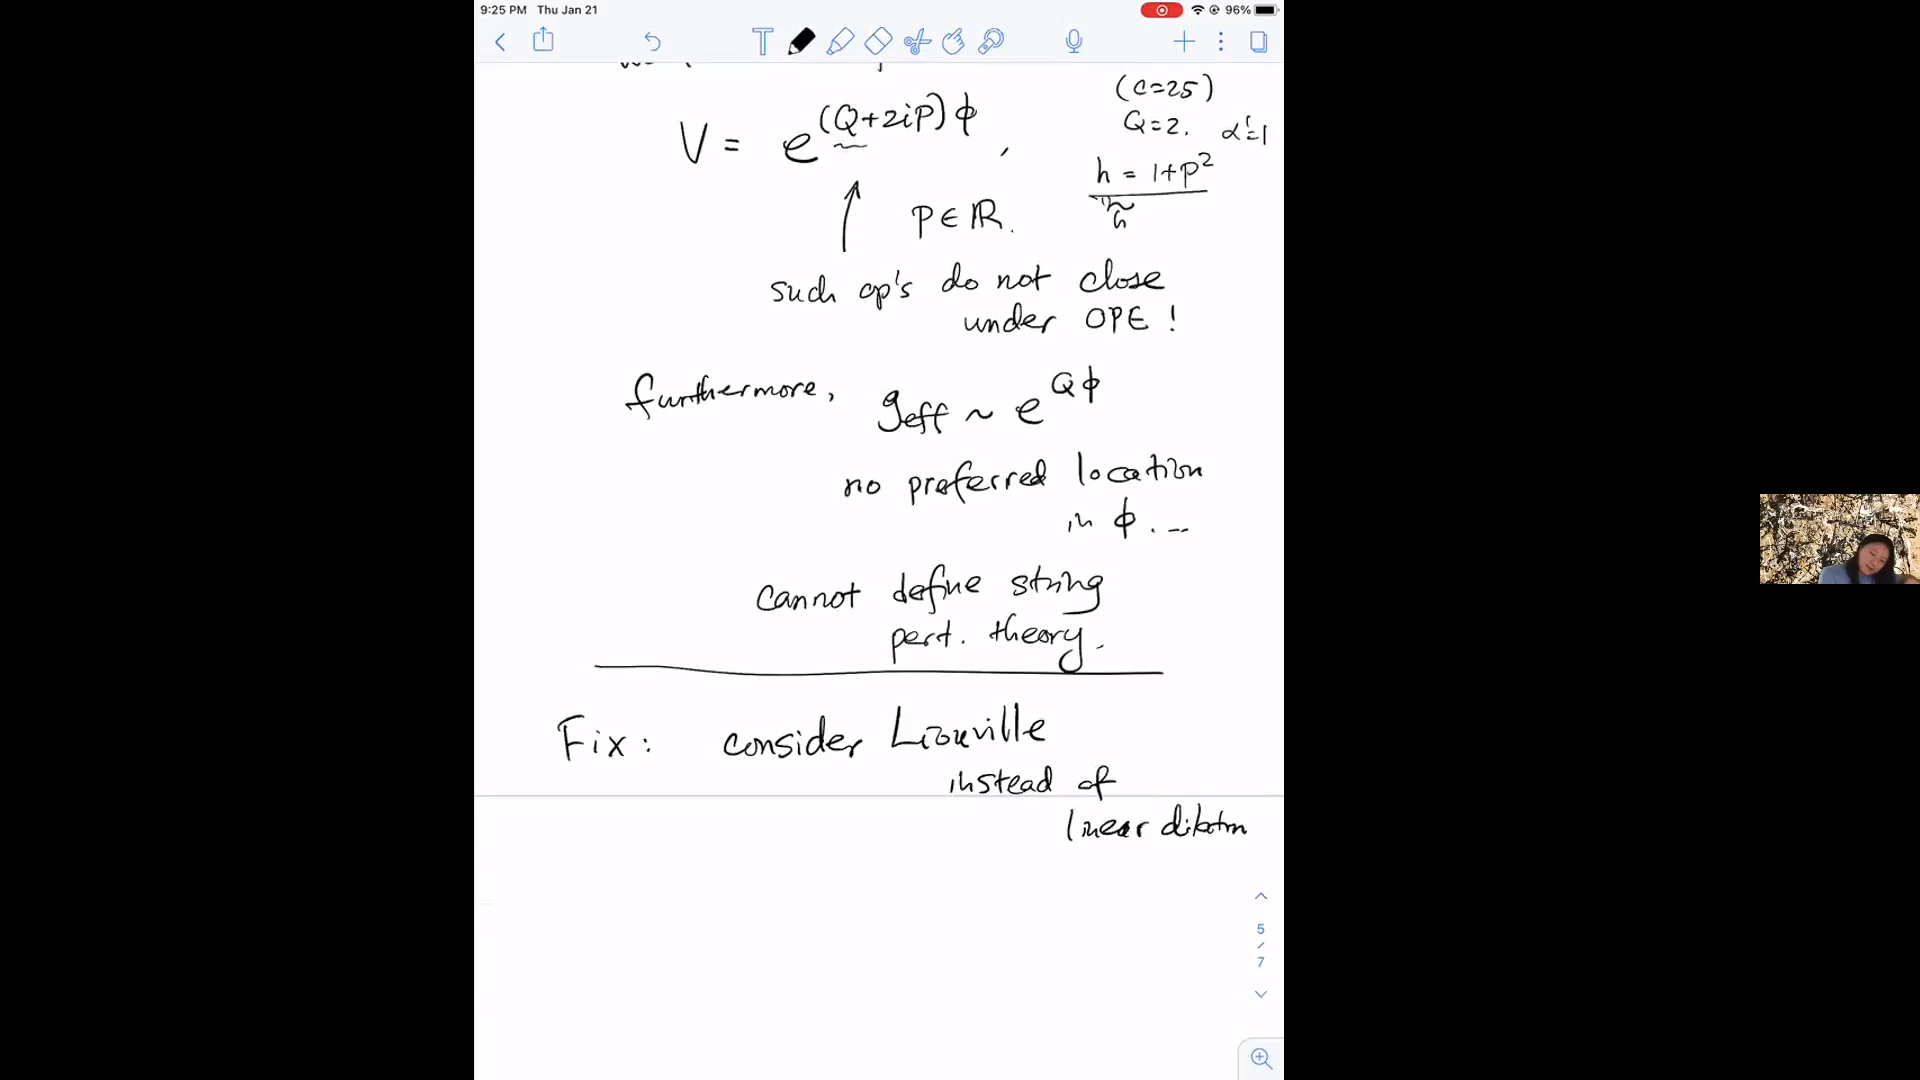 9:25 PM Thu Jan 21
96%
T
V = e^{(Q+2iP)ϕ},
(c=25)
Q=2. α'=1
h = 1+P²
h̃
P∈ℝ.
such op's do not close
under OPE !
furthermore, g_eff ~ e^{Qϕ}
no preferred location
in ϕ. --
cannot define string
pert. theory.
Fix: consider Liouville
instead of
linear dilaton
5
/
7